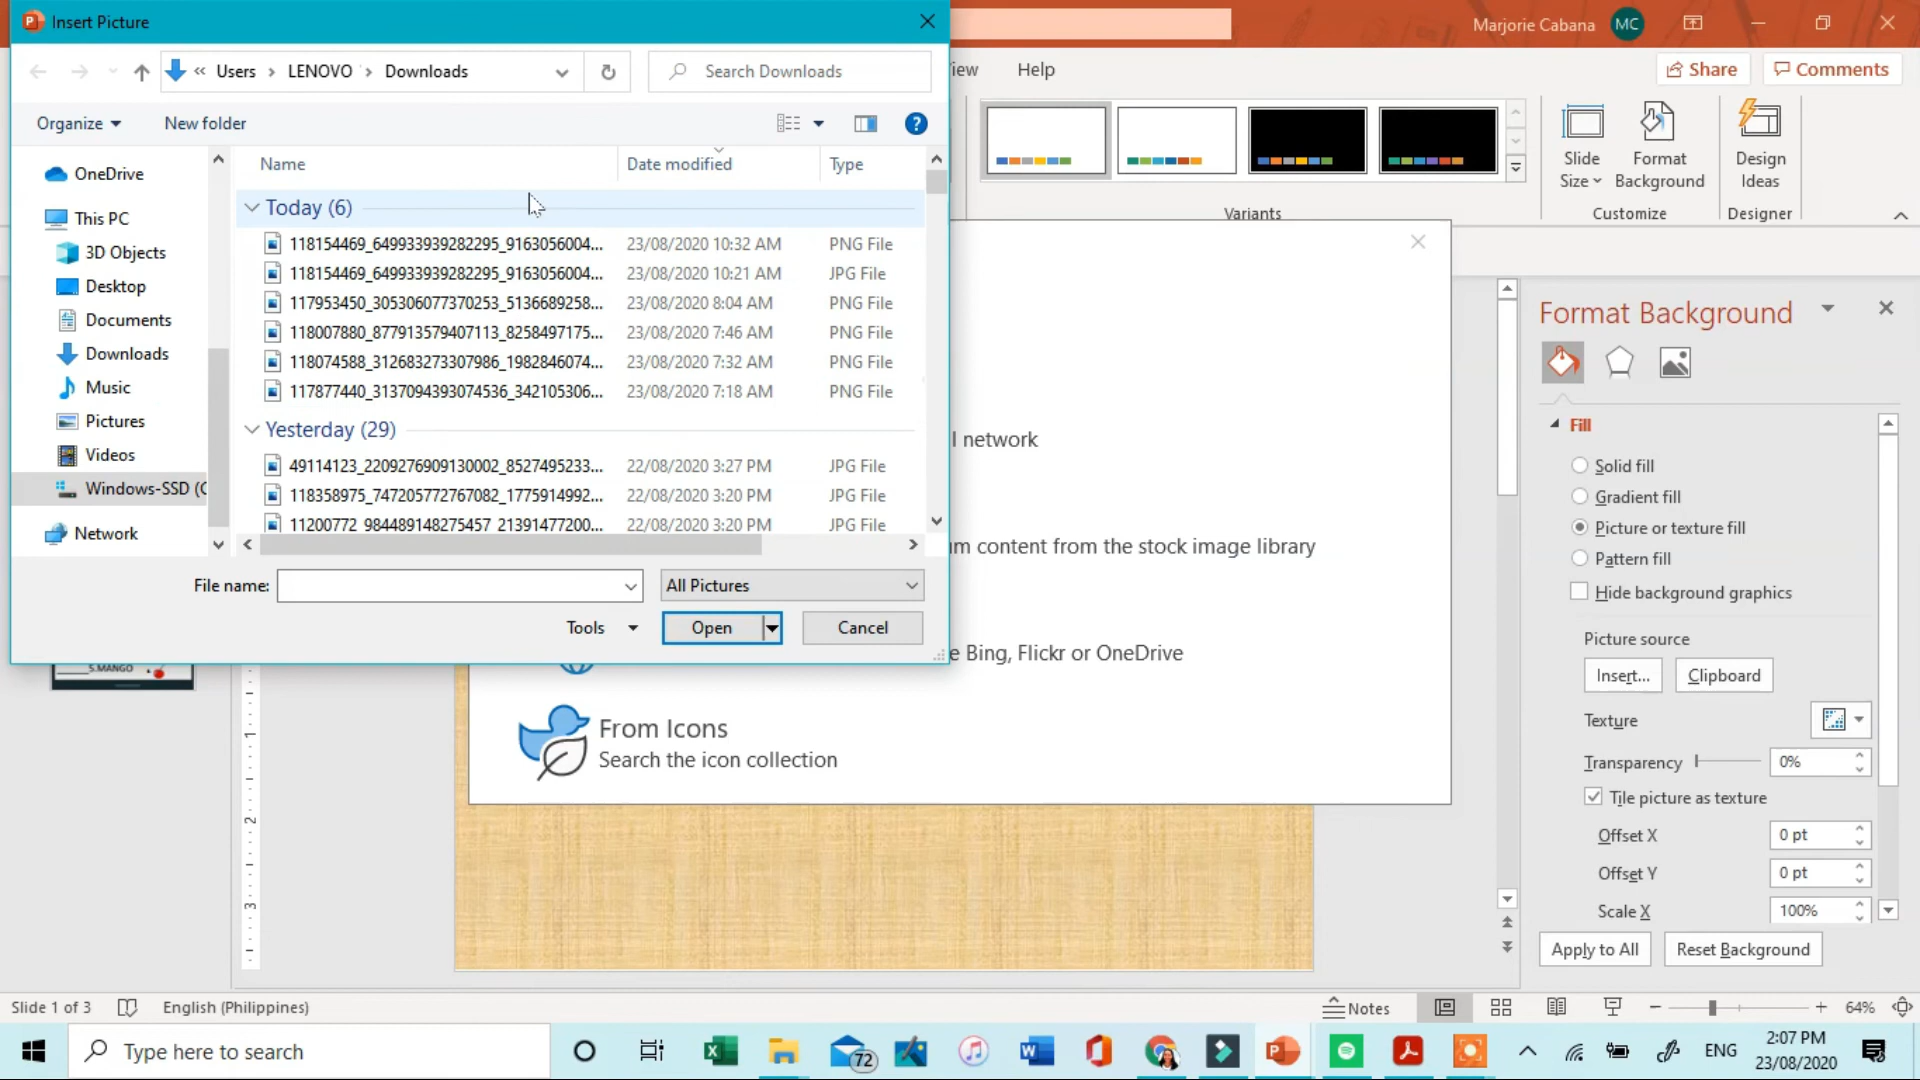 Insert Picture
Marjorie Cabana MC
Users > LENOVO > Downloads
Search Downloads
Help
Share
Comments
Organize
New folder
Name
Date modified
Type
OneDrive
This PC
3D Objects
Desktop
Documents
Downloads
Music
Pictures
Videos
Windows-SSD (C
Network
Today (6)
118154469_649933939282295_9163056004... 23/08/2020 10:32 AM PNG File
118154469_649933939282295_9163056004... 23/08/2020 10:21 AM JPG File
117953450_305306077370253_5136689258... 23/08/2020 8:04 AM PNG File
118007880_877913579407113_8258497175... 23/08/2020 7:46 AM PNG File
118074588_312683273307986_1982846074... 23/08/2020 7:32 AM PNG File
117877440_3137094393074536_342105306... 23/08/2020 7:18 AM PNG File
Yesterday (29)
49114123_2209276909130002_8527495233... 22/08/2020 3:27 PM JPG File
118358975_747205772767082_1775914992... 22/08/2020 3:20 PM JPG File
11200772_984489148275457_21391477200... 22/08/2020 3:20 PM JPG File
File name:
All Pictures
Tools
Open
Cancel
Slide Size
Format Background
Design Ideas
Variants
Customize
Designer
l network
m content from the stock image library
e Bing, Flickr or OneDrive
From Icons
Search the icon collection
5.MANGO
1
2
3
Format Background
Fill
Solid fill
Gradient fill
Picture or texture fill
Pattern fill
Hide background graphics
Picture source
Insert...
Clipboard
Texture
Transparency 0%
Tile picture as texture
Offset X 0 pt
Offset Y 0 pt
Scale X 100%
Apply to All
Reset Background
Slide 1 of 3
English (Philippines)
Notes
64%
Type here to search
72
ENG
2:07 PM
23/08/2020